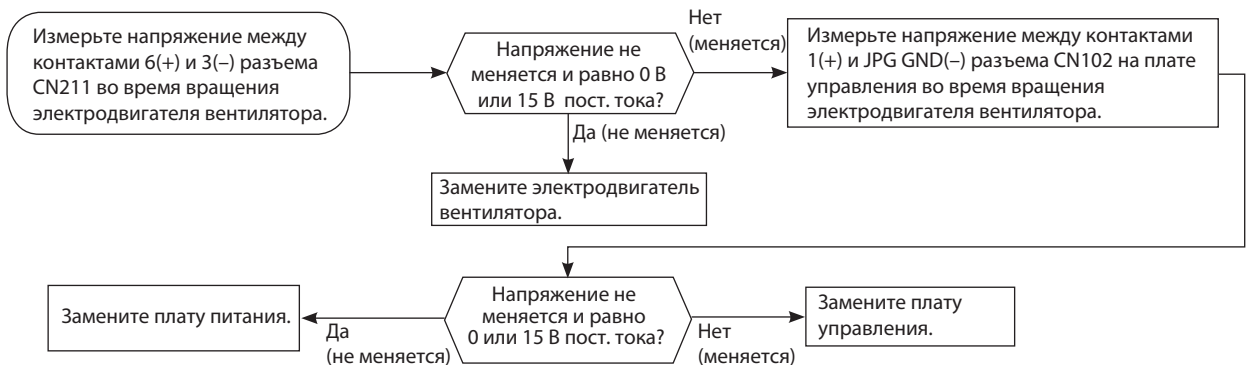 Измерьте напряжение между
контактами 6(+) и 3(–) разъема
CN211 во время вращения
электродвигателя вентилятора.
Напряжение не
меняется и равно 0 В
или 15 В пост. тока?
Нет
(меняется)
Измерьте напряжение между контактами
1(+) и JPG GND(–) разъема CN102 на плате
управления во время вращения
электродвигателя вентилятора.
Да (не меняется)
Замените электродвигатель
вентилятора.
Замените плату питания.
Да
(не меняется)
Напряжение не
меняется и равно
0 или 15 В пост. тока?
Нет
(меняется)
Замените плату
управления.